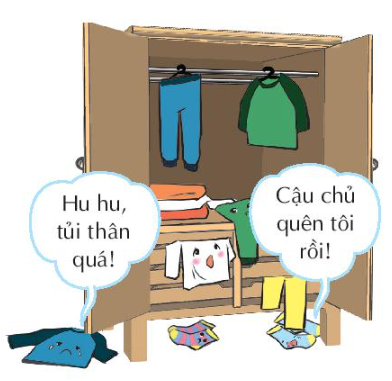 Hu hu,
tủi thân
quá!
Cậu chủ
quên tôi
rồi!